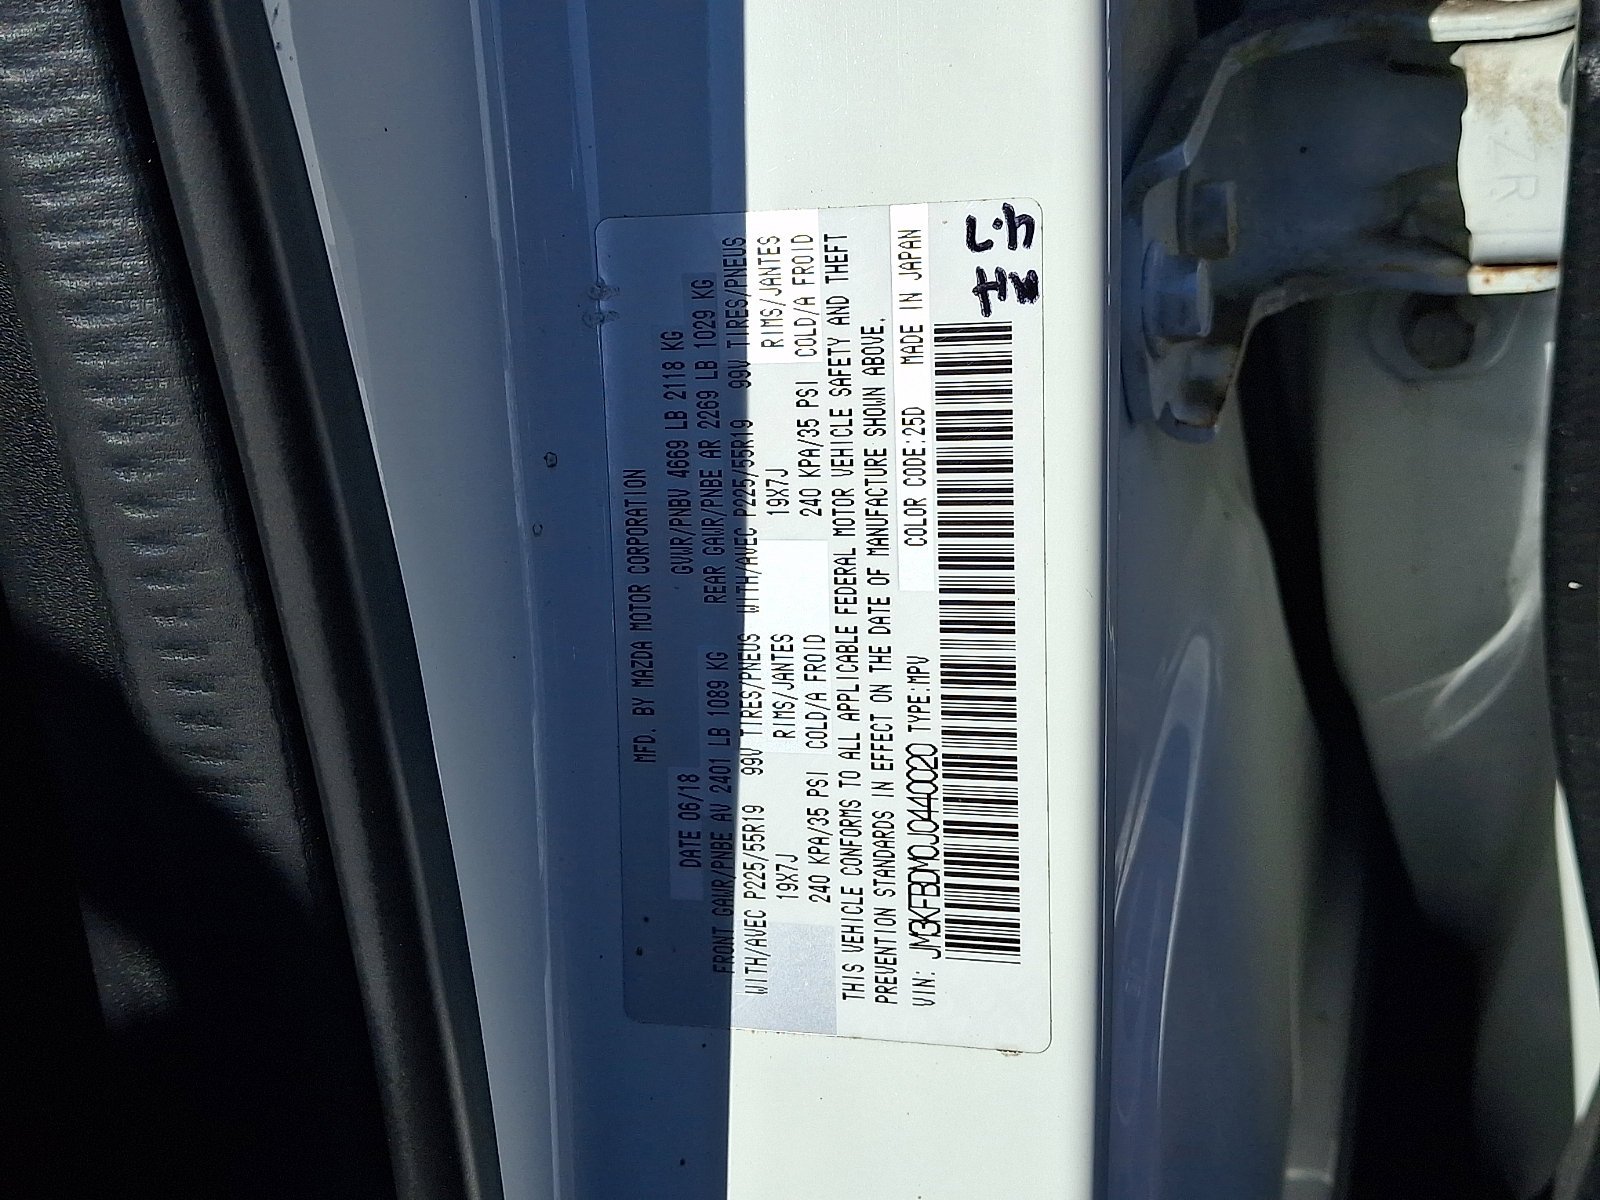 MFD. BY MAZDA MOTOR CORPORATION
DATE 06/18 GVWR/PNBV 4669 LB 2118 KG
FRONT GAWR/PNBE AV 2401 LB 1089 KG REAR GAWR/PNBE AR 2269 LB 1029 KG
WITH/AVEC P225/55R19 99V TIRES/PNEUS WITH/AVEC P225/55R19 99V TIRES/PNEUS
19X7J RIMS/JANTES 19X7J RIMS/JANTES
240 KPA/35 PSI COLD/A FROID 240 KPA/35 PSI COLD/A FROID
THIS VEHICLE CONFORMS TO ALL APPLICABLE FEDERAL MOTOR VEHICLE SAFETY AND THEFT
PREVENTION STANDARDS IN EFFECT ON THE DATE OF MANUFACTURE SHOWN ABOVE.
VIN: JM3KFBDM0J0440020 TYPE:MPV COLOR CODE:25D MADE IN JAPAN
ZR